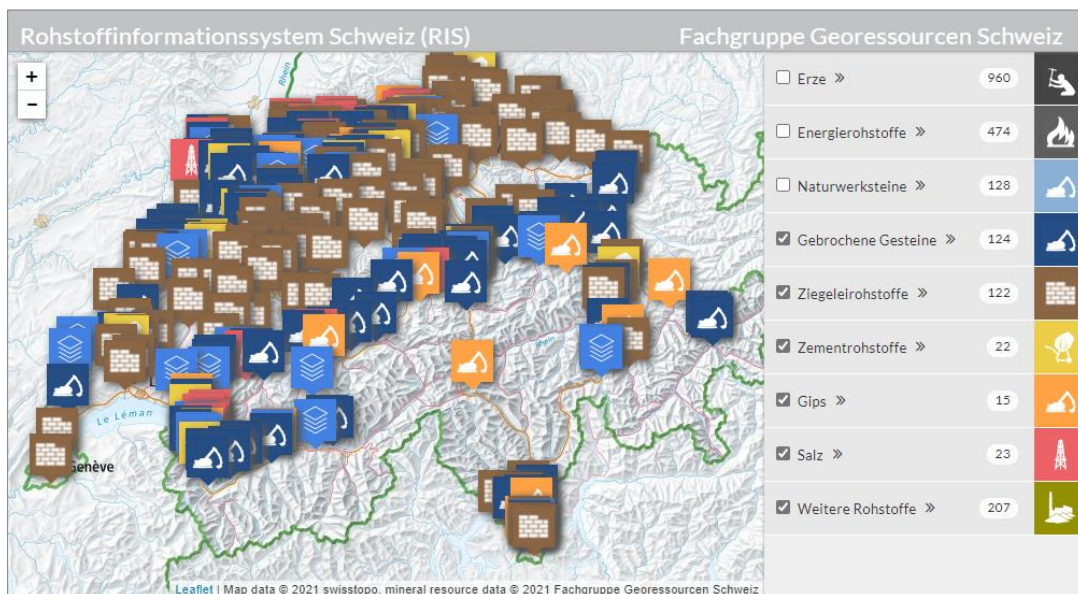 Rohstoffinformationssystem Schweiz (RIS)
Fachgruppe Georessourcen Schweiz
+
−
Rhein
Erze » 960
Energierohstoffe » 474
Naturwerksteine » 128
Gebrochene Gesteine » 124
Ziegeleirohstoffe » 122
Zementrohstoffe » 22
Gips » 15
Salz » 23
Weitere Rohstoffe » 207
Rhein
Le Léman
Genève
Leaflet | Map data © 2021 swisstopo, mineral resource data © 2021 Fachgruppe Georessourcen Schweiz